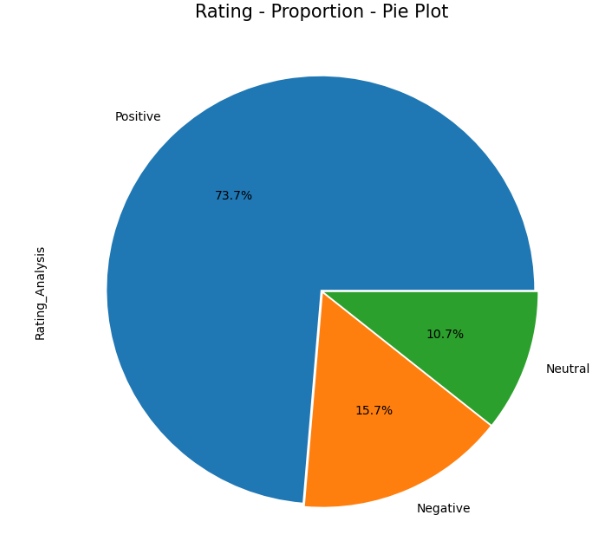 Rating - Proportion - Pie Plot
Positive
73.7%
Rating_Analysis
10.7%
Neutral
15.7%
Negative